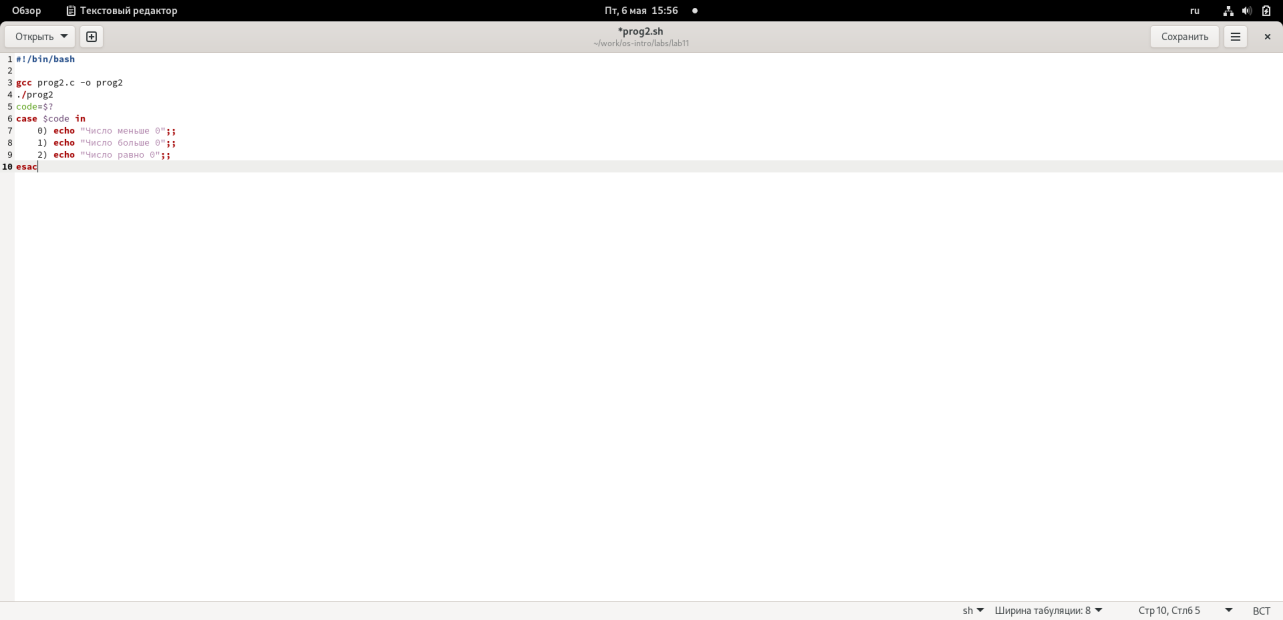 Обзор Текстовый редактор Пт, 6 мая 15:56 ru
Открыть *prog2.sh Сохранить
~/work/os-intro/labs/lab11
1 #!/bin/bash
2
3 gcc prog2.c -o prog2
4 ./prog2
5 code=$?
6 case $code in
7 0) echo "Число меньше 0";;
8 1) echo "Число больше 0";;
9 2) echo "Число равно 0";;
10 esac
sh Ширина табуляции: 8 Стр 10, Стлб 5 ВСТ